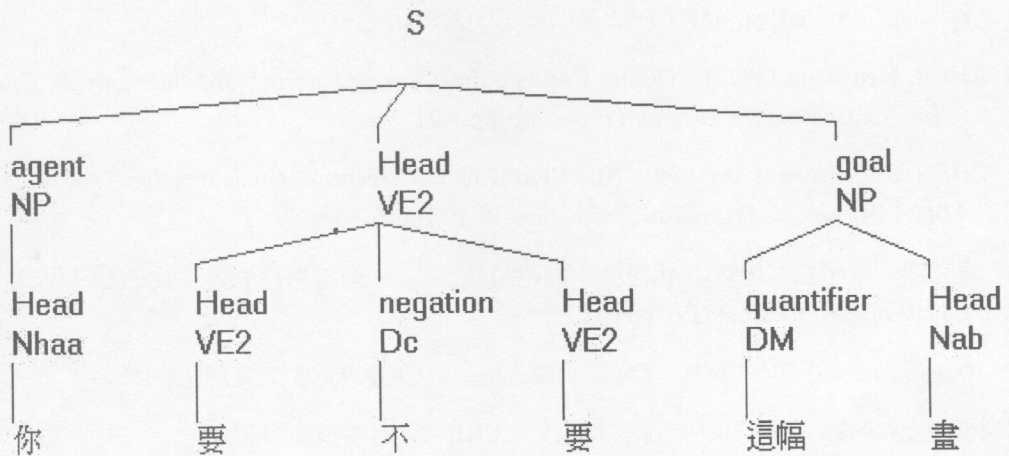 S
agent Head goal
NP VE2 NP
Head Head negation Head quantifier Head
Nhaa VE2 Dc VE2 DM Nab
你 要 不 要 這幅 畫